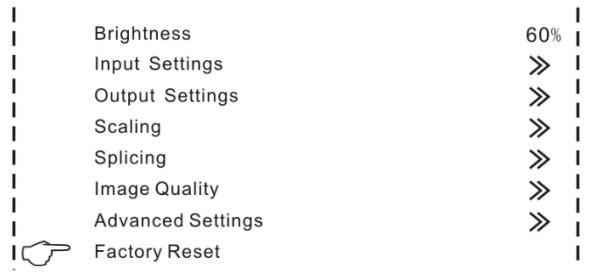 Brightness 60%
Input Settings »
Output Settings »
Scaling »
Splicing »
Image Quality »
Advanced Settings »
Factory Reset